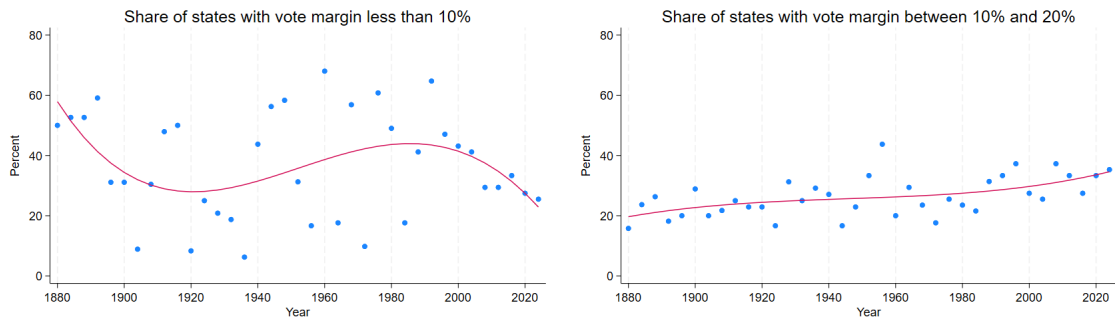 Share of states with vote margin less than 10%
80
60
40
20
0
Percent
1880 1900 1920 1940 1960 1980 2000 2020
Year
Share of states with vote margin between 10% and 20%
80
60
40
20
0
Percent
1880 1900 1920 1940 1960 1980 2000 2020
Year